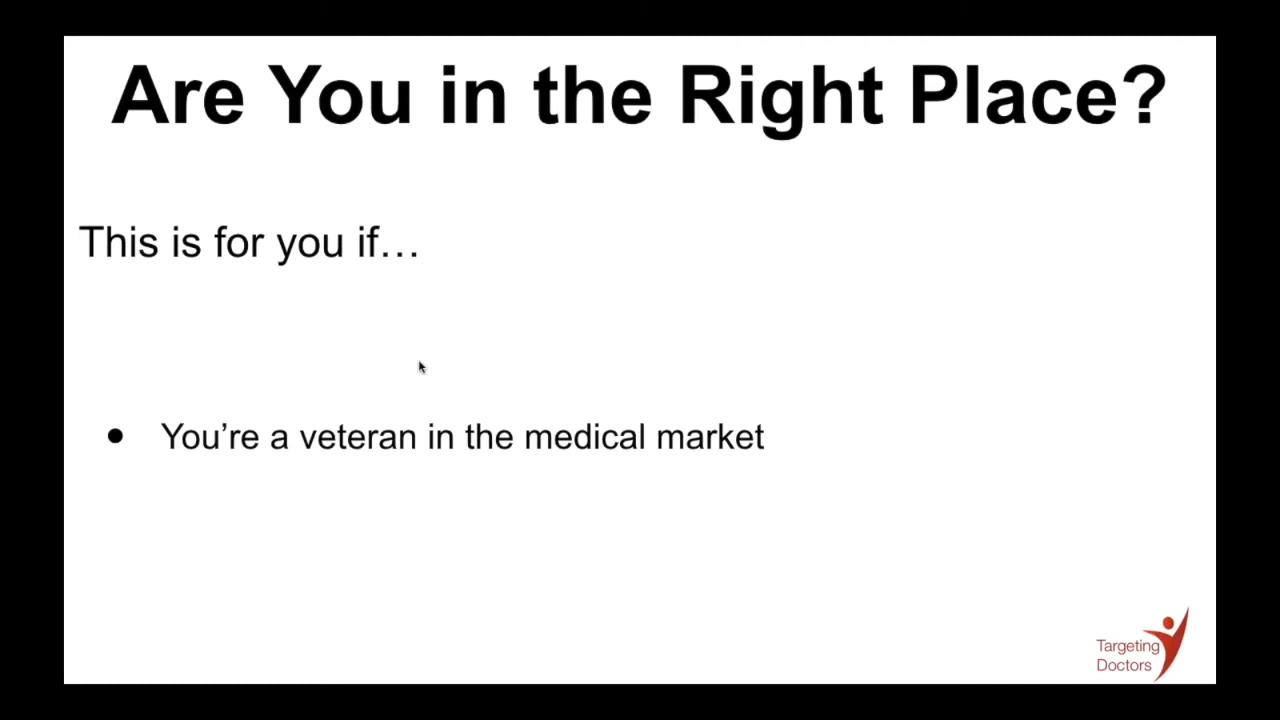 Are You in the Right Place?
This is for you if…
● You’re a veteran in the medical market
Targeting
Doctors